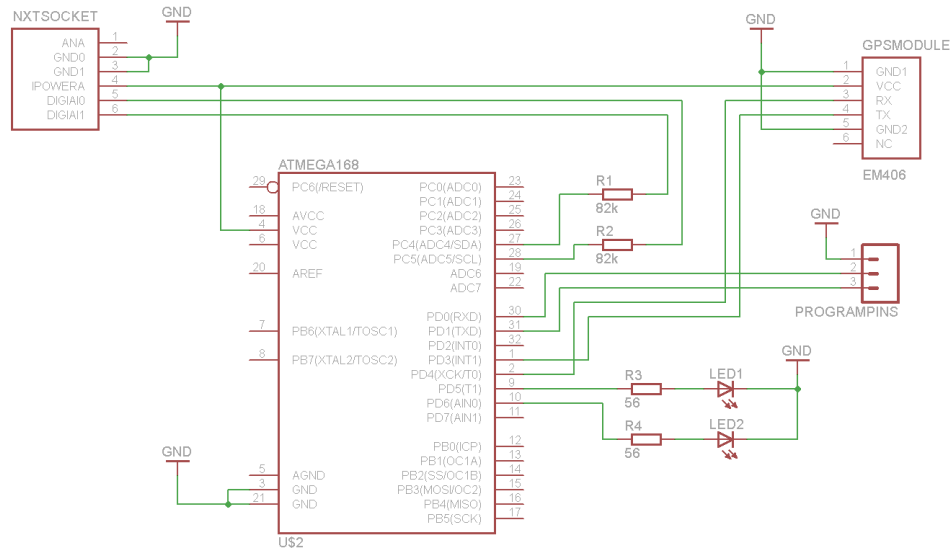 NXTSOCKET
GND
ANA 1
GND0 2
GND1 3
IPOWERA 4
DIGIAI0 5
DIGIAI1 6
GND
GPSMODULE
1 GND1
2 VCC
3 RX
4 TX
5 GND2
6 NC
EM406
ATMEGA168
29 PC6(/RESET)
18 AVCC
4 VCC
6 VCC
20 AREF
7 PB6(XTAL1/TOSC1)
8 PB7(XTAL2/TOSC2)
5 AGND
3 GND
21 GND
GND
PC0(ADC0) 23
PC1(ADC1) 24
PC2(ADC2) 25
PC3(ADC3) 26
PC4(ADC4/SDA) 27
PC5(ADC5/SCL) 28
ADC6 19
ADC7 22
PD0(RXD) 30
PD1(TXD) 31
PD2(INT0) 32
PD3(INT1) 1
PD4(XCK/T0) 2
PD5(T1) 9
PD6(AIN0) 10
PD7(AIN1) 11
PB0(ICP) 12
PB1(OC1A) 13
PB2(SS/OC1B) 14
PB3(MOSI/OC2) 15
PB4(MISO) 16
PB5(SCK) 17
U$2
R1
82k
R2
82k
GND
1
2
3
PROGRAMPINS
GND
R3
56
LED1
R4
56
LED2